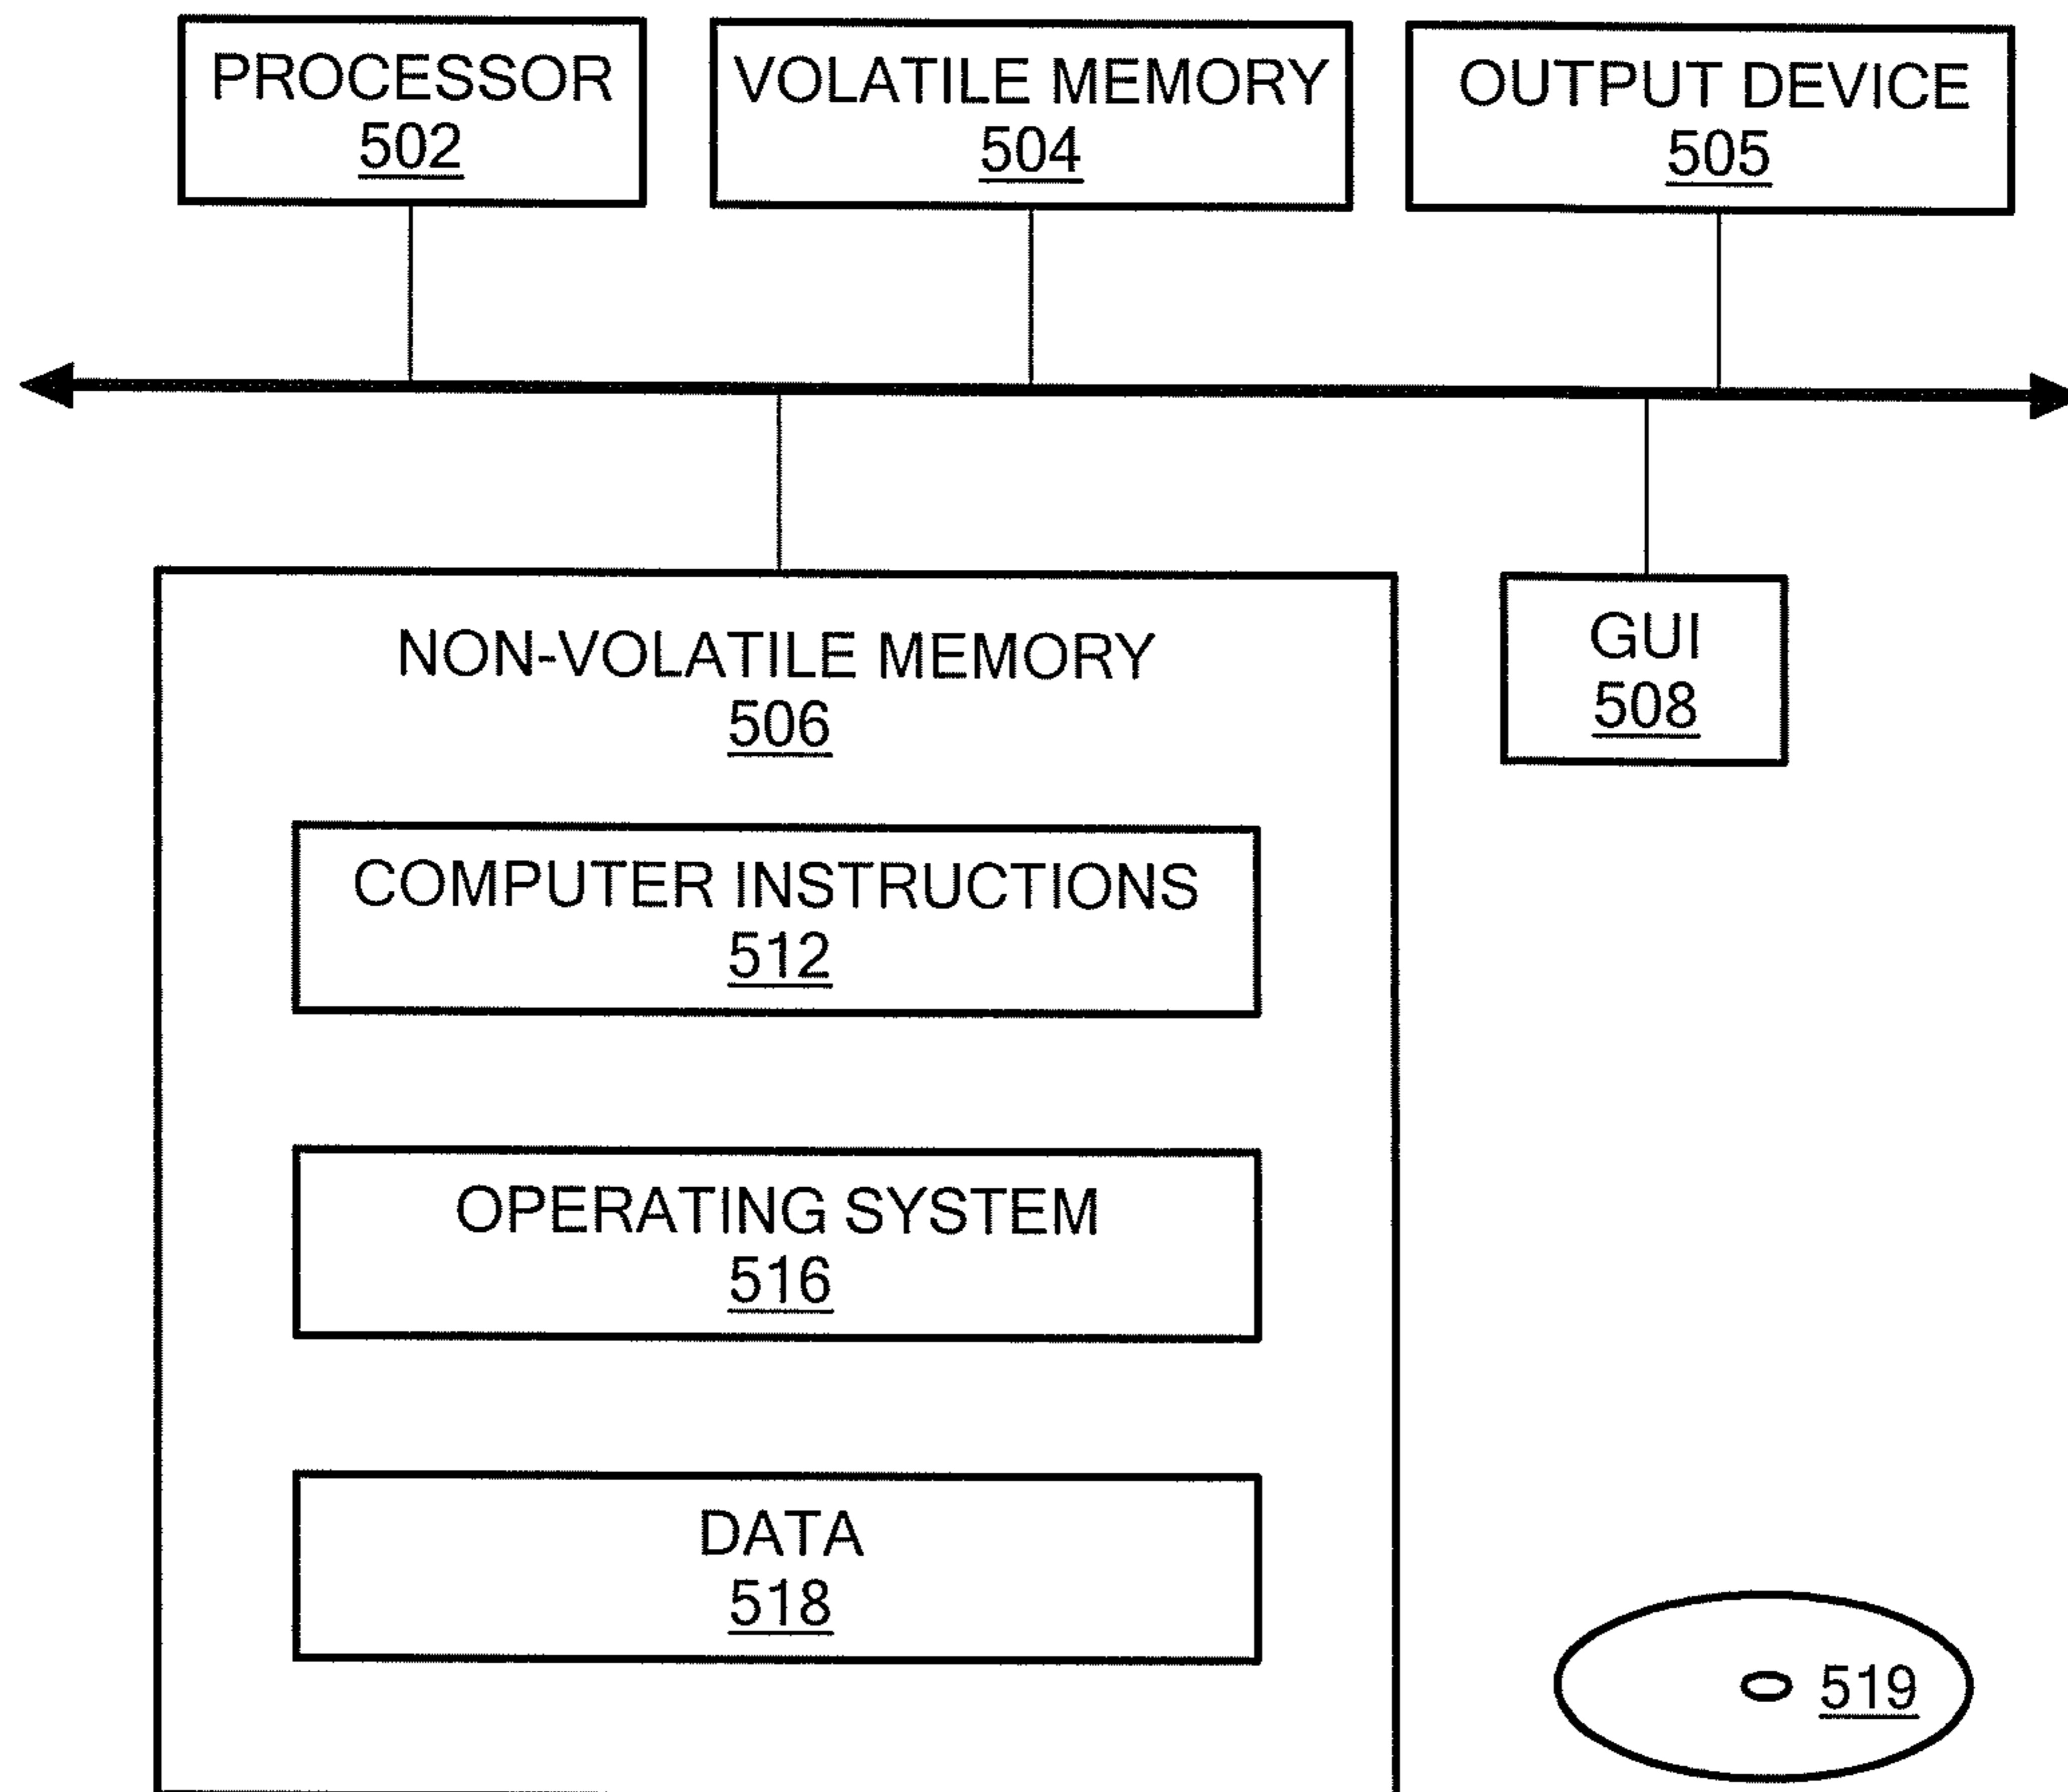 PROCESSOR
502
VOLATILE MEMORY
504
OUTPUT DEVICE
505
NON-VOLATILE MEMORY
506
GUI
508
COMPUTER INSTRUCTIONS
512
OPERATING SYSTEM
516
DATA
518
519